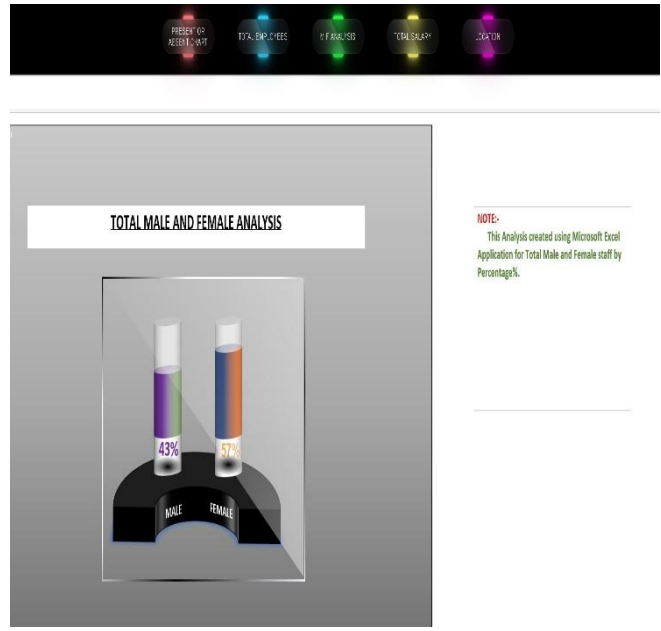 PRESENT OR
ABSENT CHART
TOTAL EMPLOYEES
M F ANALYSIS
TOTAL SALARY
LOCATION
TOTAL MALE AND FEMALE ANALYSIS
NOTE:-
This Analysis created using Microsoft Excel
Application for Total Male and Female staff by
Percentage%.
43%
57%
MALE
FEMALE